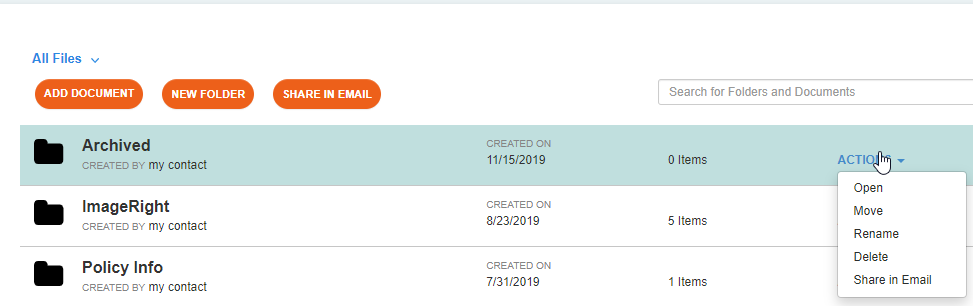 All Files
ADD DOCUMENT NEW FOLDER SHARE IN EMAIL Search for Folders and Documents
Archived
CREATED BY my contact
CREATED ON
11/15/2019
0 Items
ACTIONS
Open
Move
Rename
Delete
Share in Email
ImageRight
CREATED BY my contact
CREATED ON
8/23/2019
5 Items
Policy Info
CREATED BY my contact
CREATED ON
7/31/2019
1 Items